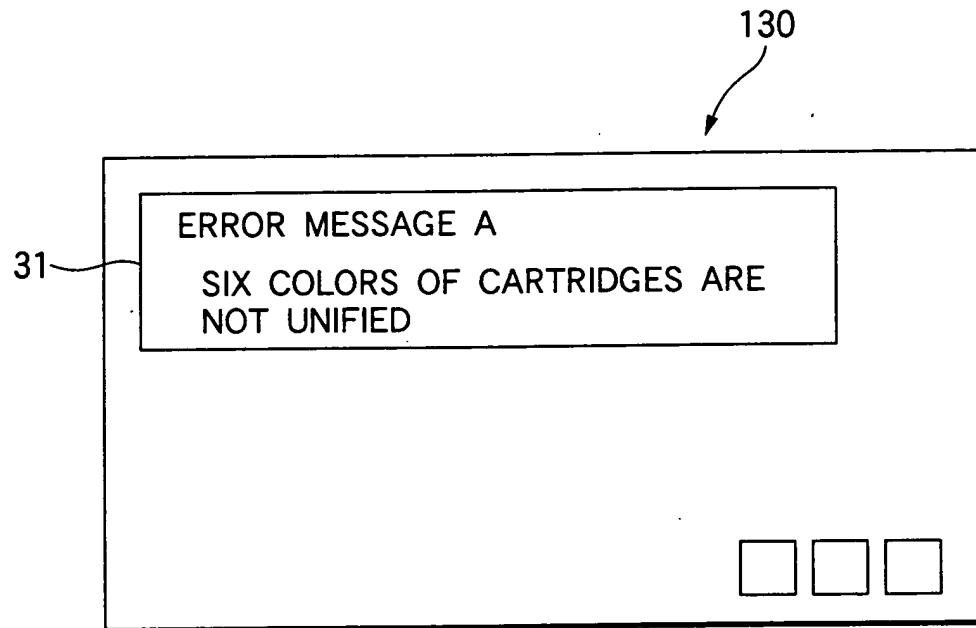 130
ERROR MESSAGE A
31
SIX COLORS OF CARTRIDGES ARE
NOT UNIFIED